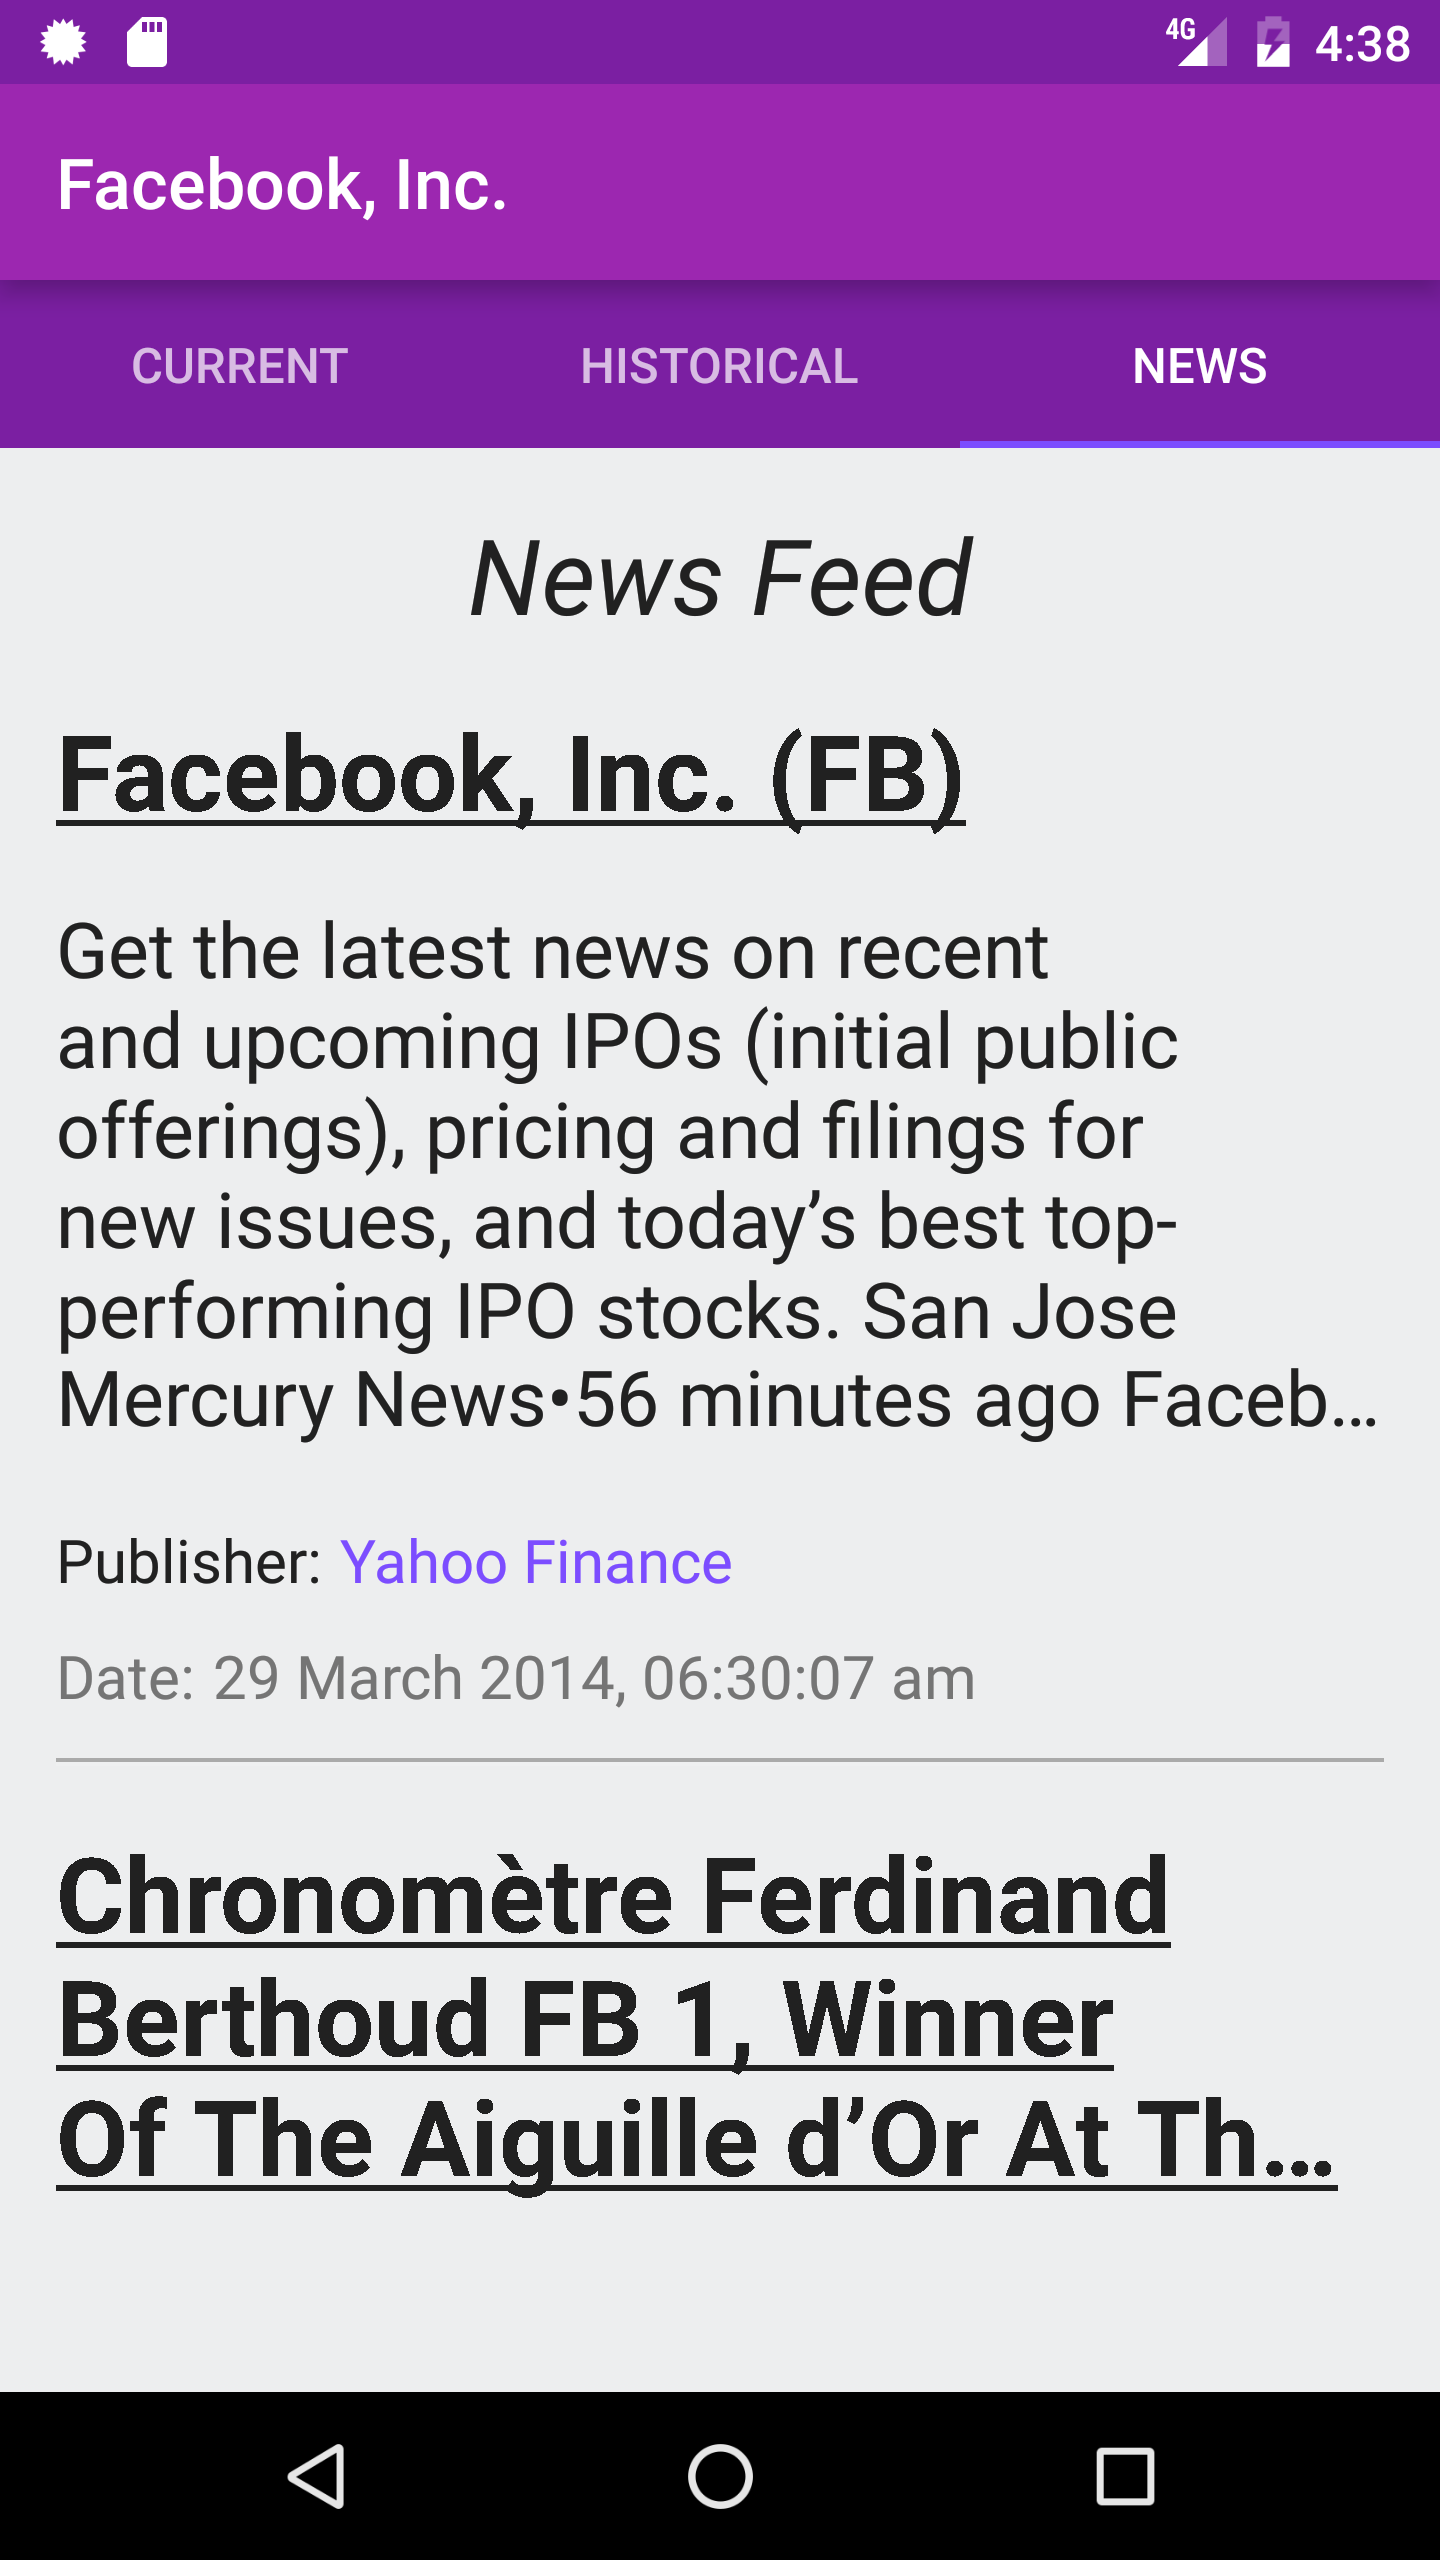 4G 4:38
Facebook, Inc.
CURRENT HISTORICAL NEWS
News Feed
Facebook, Inc. (FB)
Get the latest news on recent
and upcoming IPOs (initial public
offerings), pricing and filings for
new issues, and today’s best top-
performing IPO stocks. San Jose
Mercury News•56 minutes ago Faceb…
Publisher: Yahoo Finance
Date: 29 March 2014, 06:30:07 am
Chronomètre Ferdinand
Berthoud FB 1, Winner
Of The Aiguille d’Or At Th…